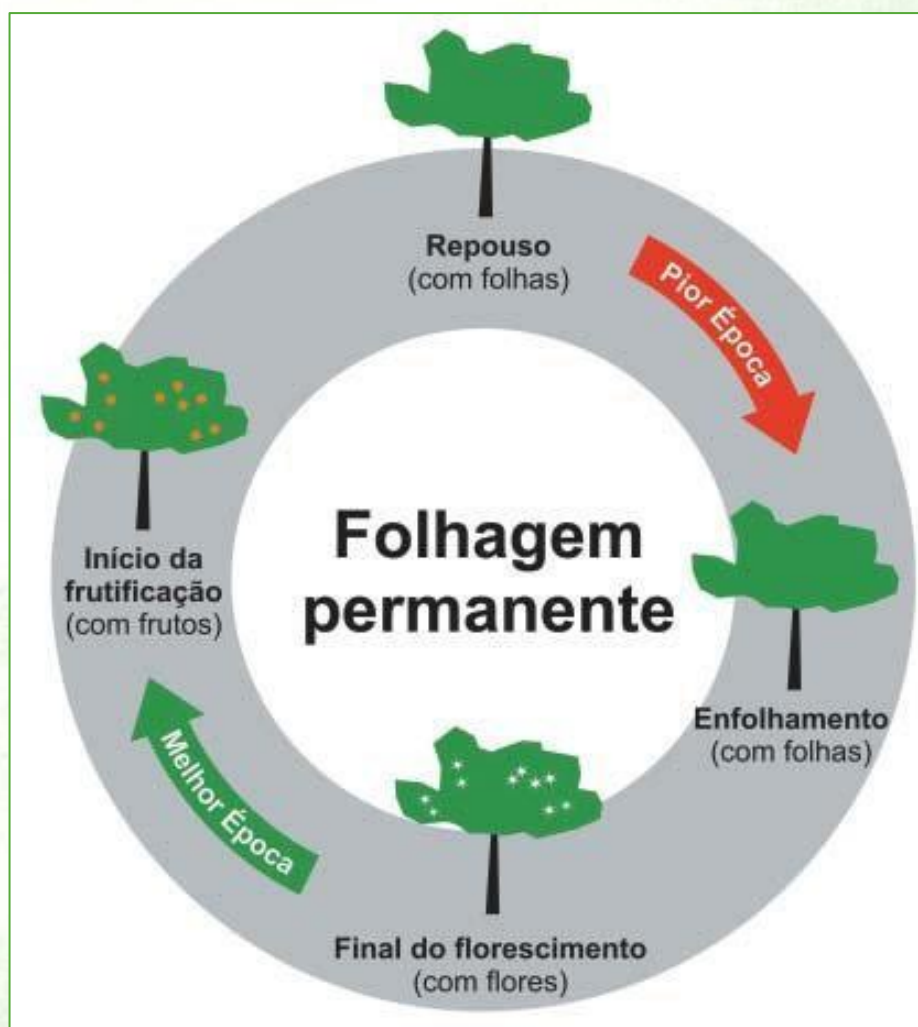 Repouso
(com folhas)
Pior Época
Enfolhamento
(com folhas)
Final do florescimento
(com flores)
Melhor Época
Início da
frutificação
(com frutos)
Folhagem
permanente